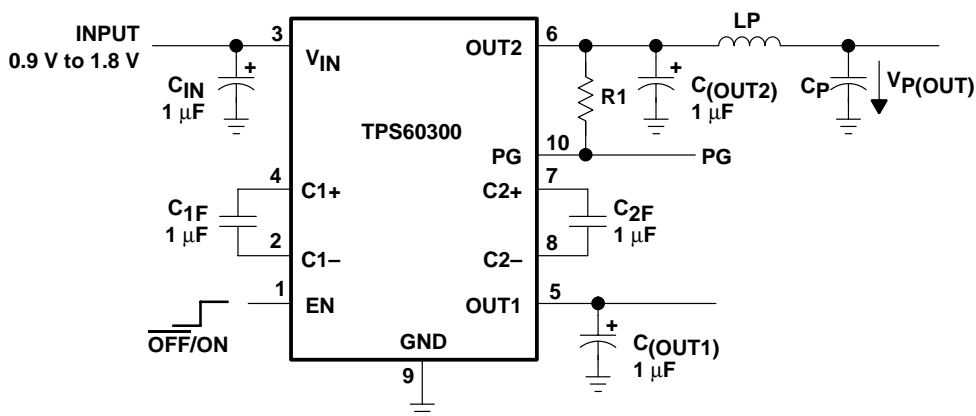 INPUT
0.9 V to 1.8 V
3
VIN
CIN
+
1 μF
TPS60300
OUT2
6
R1
+
C(OUT2)
1 μF
LP
CP
VP(OUT)
PG
10
PG
4
C1+
C1F
1 μF
2
C1−
C2+
7
C2F
1 μF
C2−
8
1
EN
OFF/ON
OUT1
5
+
C(OUT1)
1 μF
GND
9